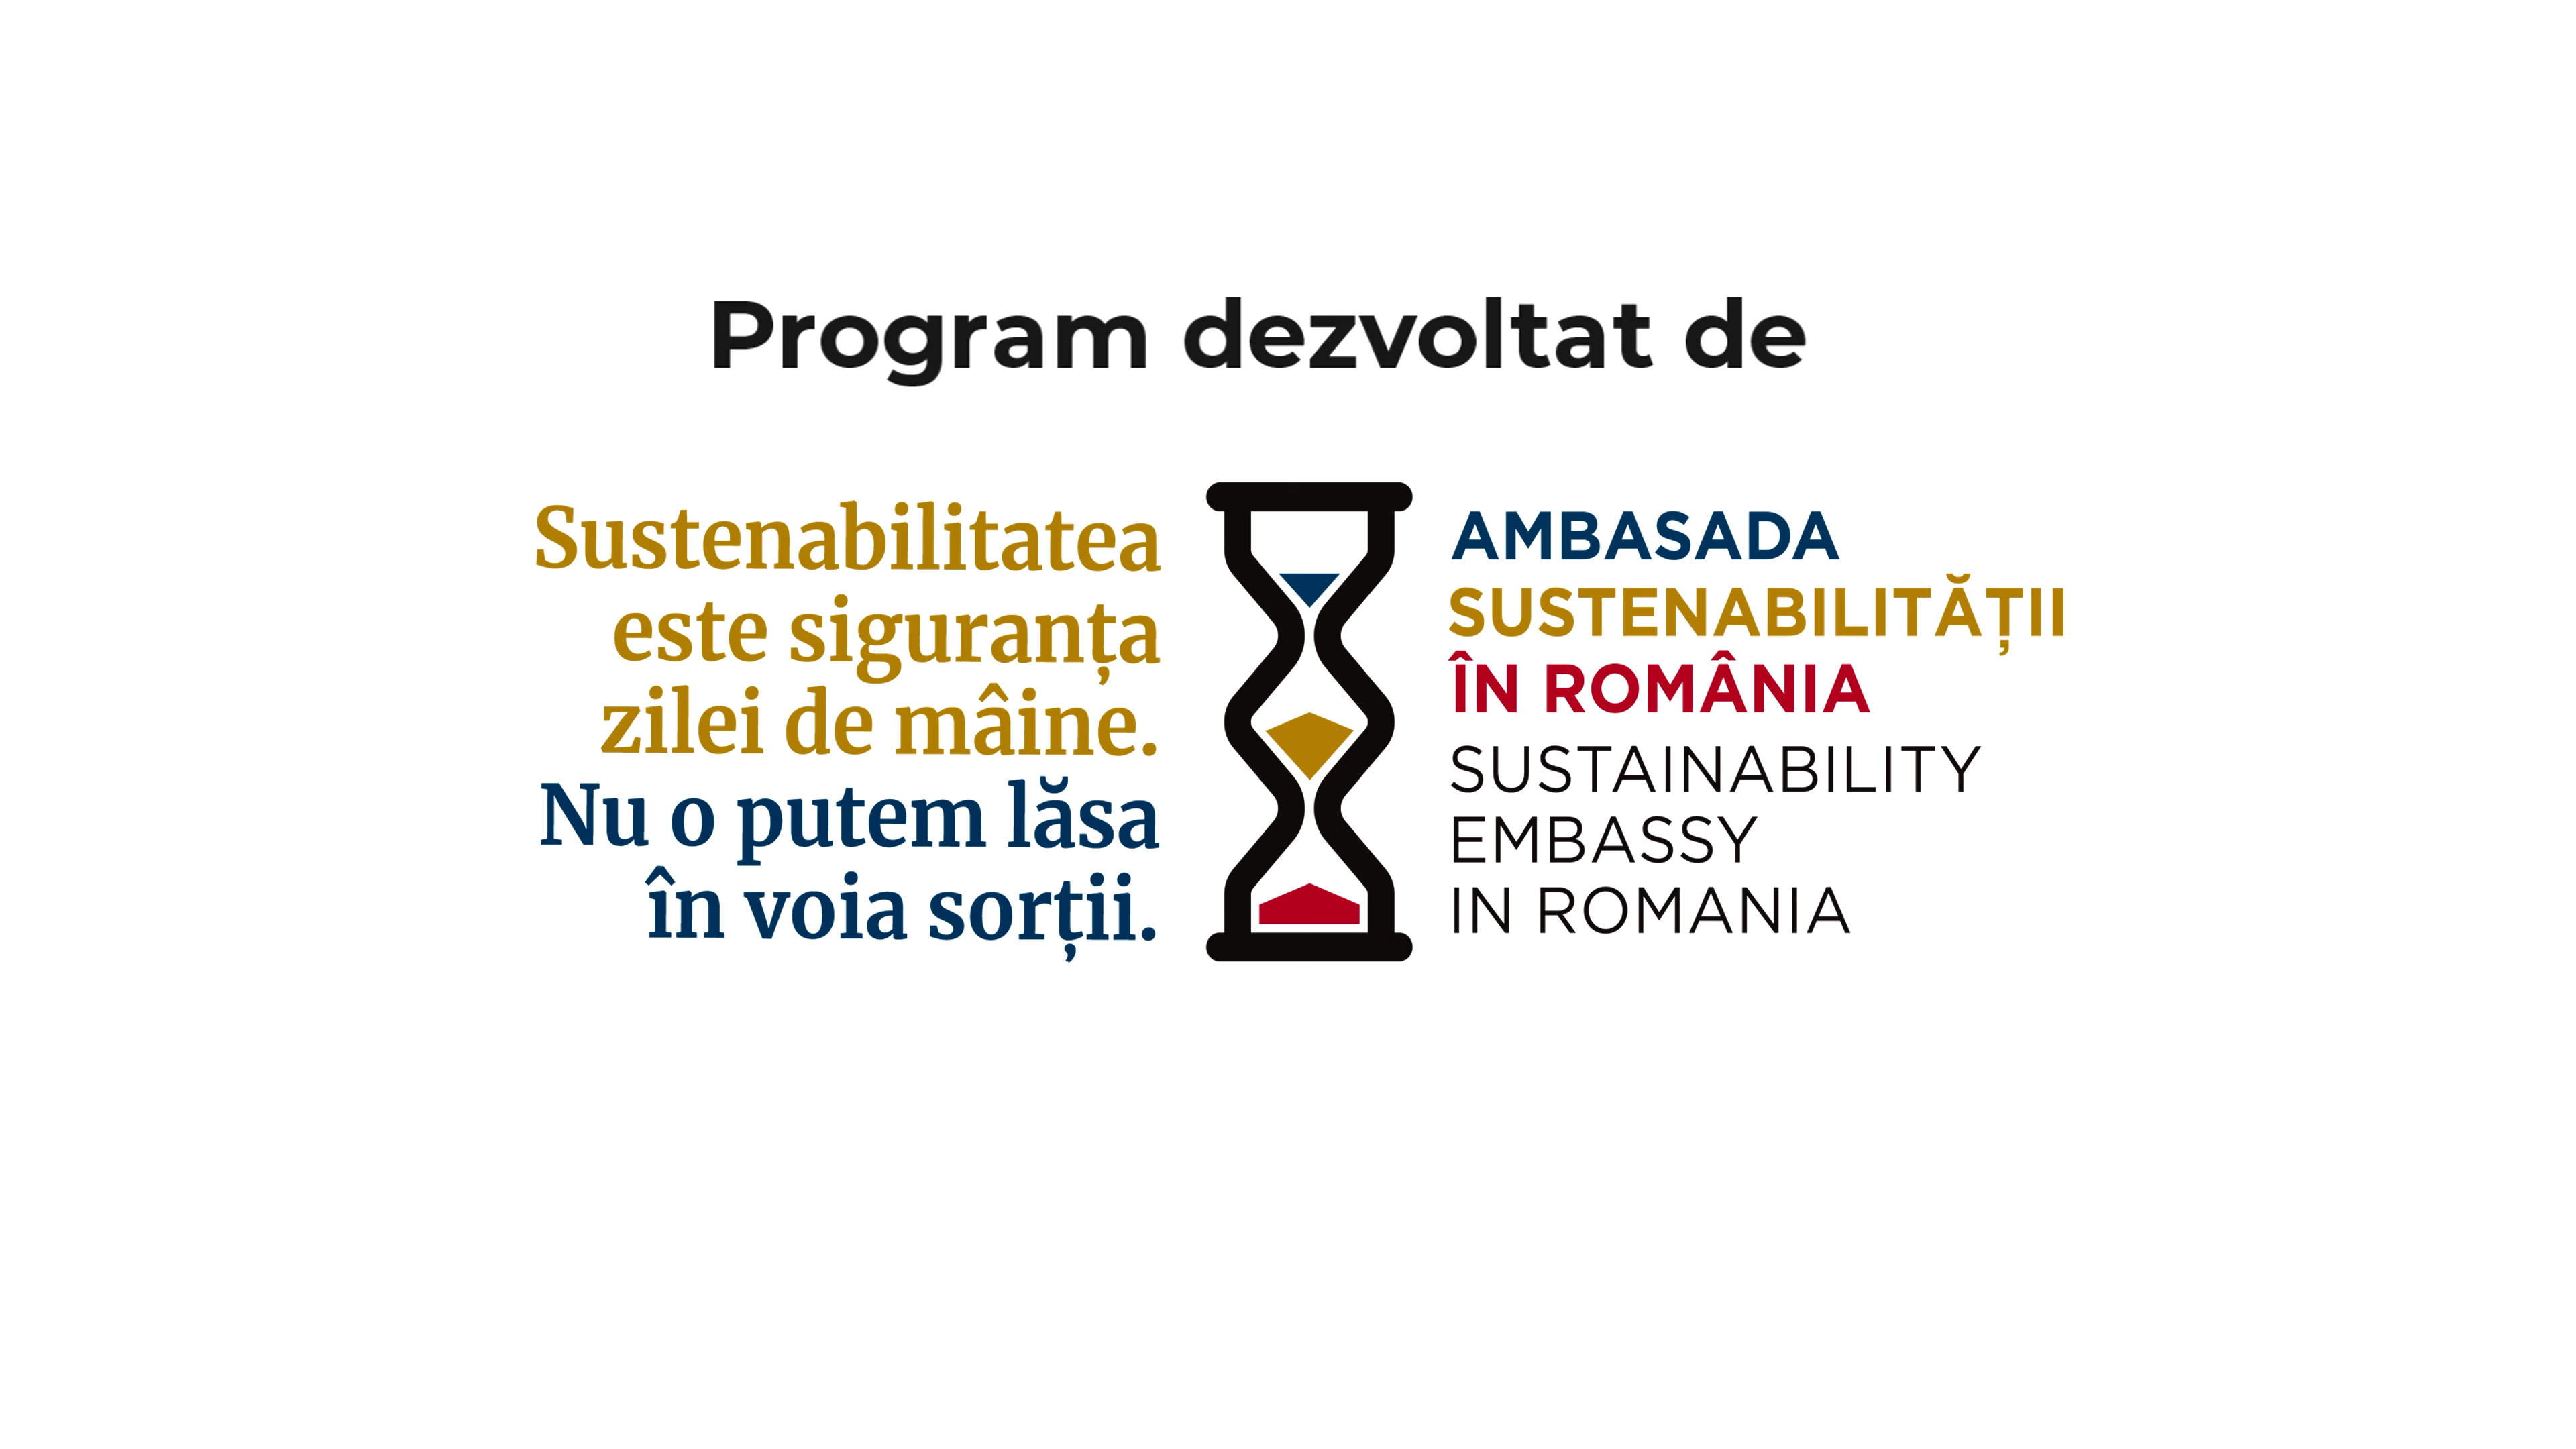 Program dezvoltat de
Sustenabilitatea
este siguranța
zilei de mâine.
Nu o putem lăsa
în voia sorții.
AMBASADA
SUSTENABILITĂȚII
ÎN ROMÂNIA
SUSTAINABILITY
EMBASSY
IN ROMANIA